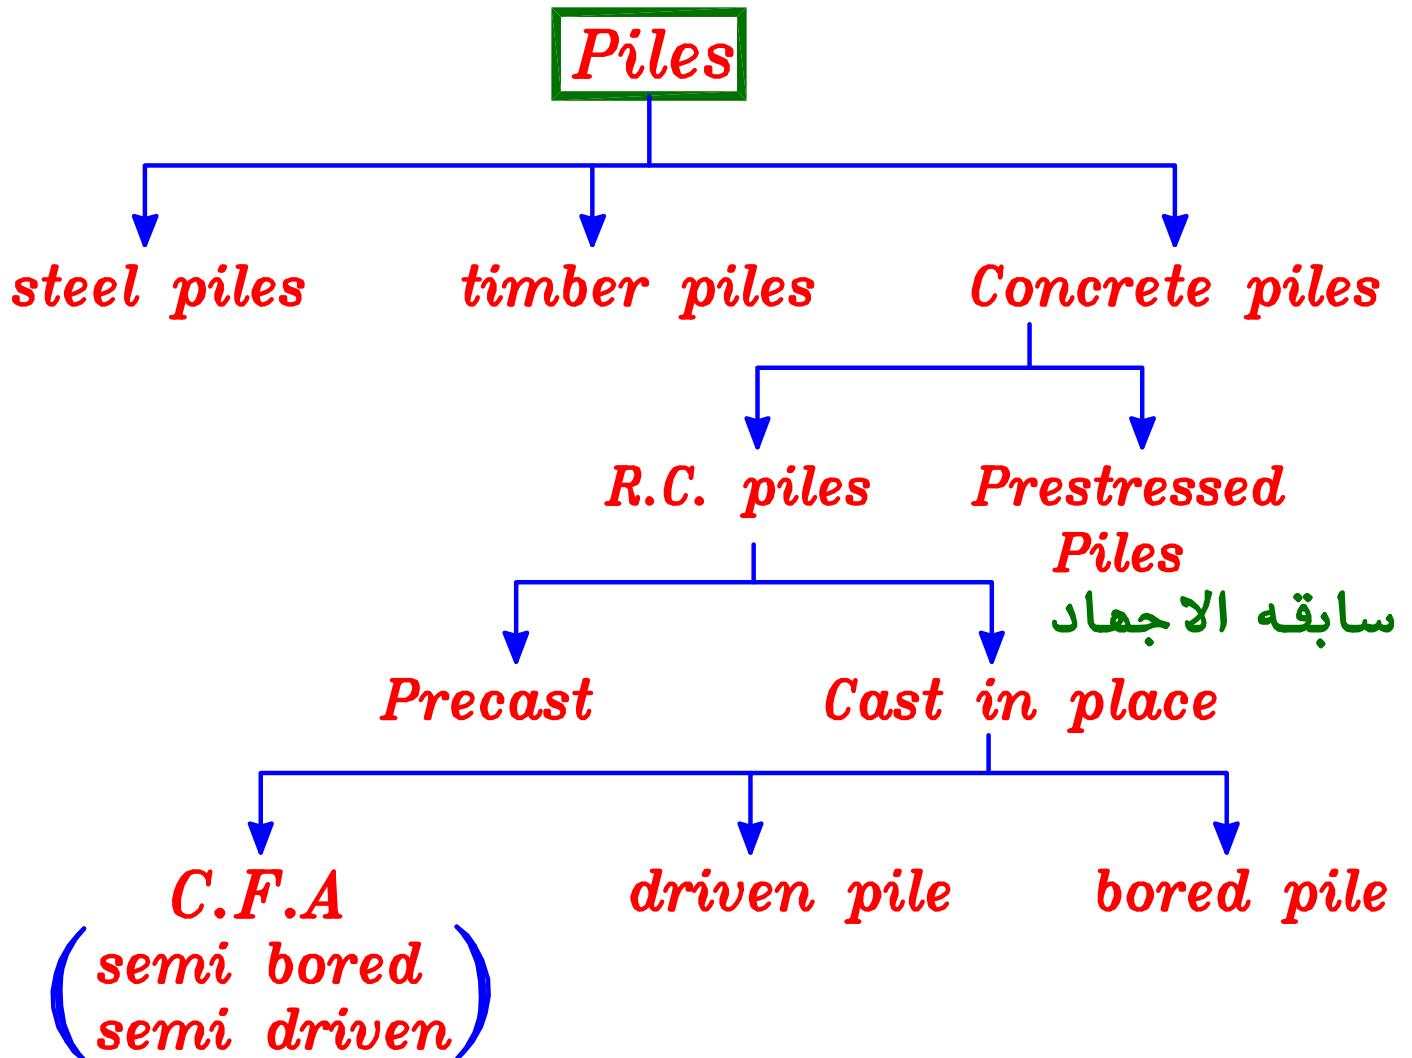 Piles
steel piles
timber piles
Concrete piles
R.C. piles
Prestressed
Piles
سابقه الاجهاد
Precast
Cast in place
C.F.A
semi bored
semi driven
driven pile
bored pile